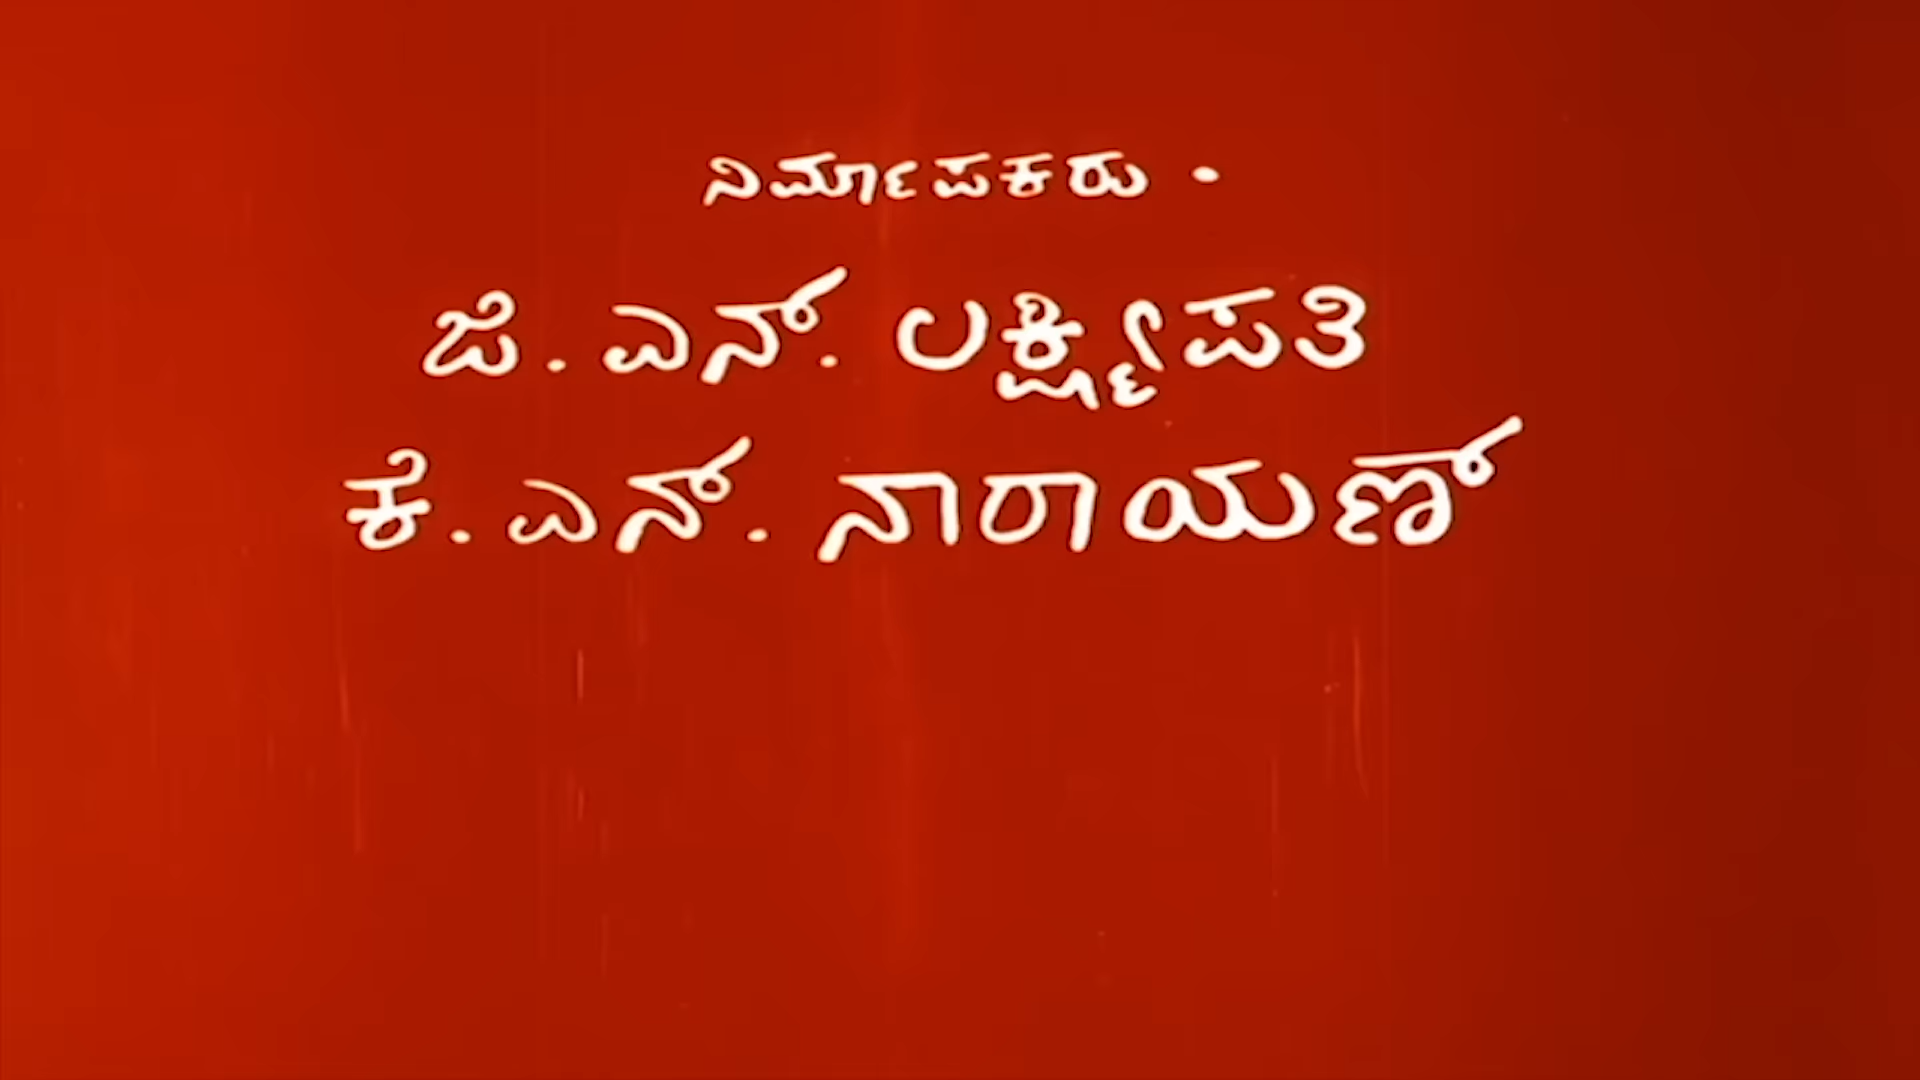 ನಿರ್ಮಾಪಕರು .
ಜೆ . ಎನ್ . ಲಕ್ಷ್ಮೀಪತಿ
ಕೆ . ಎನ್ . ನಾರಾಯಣ್